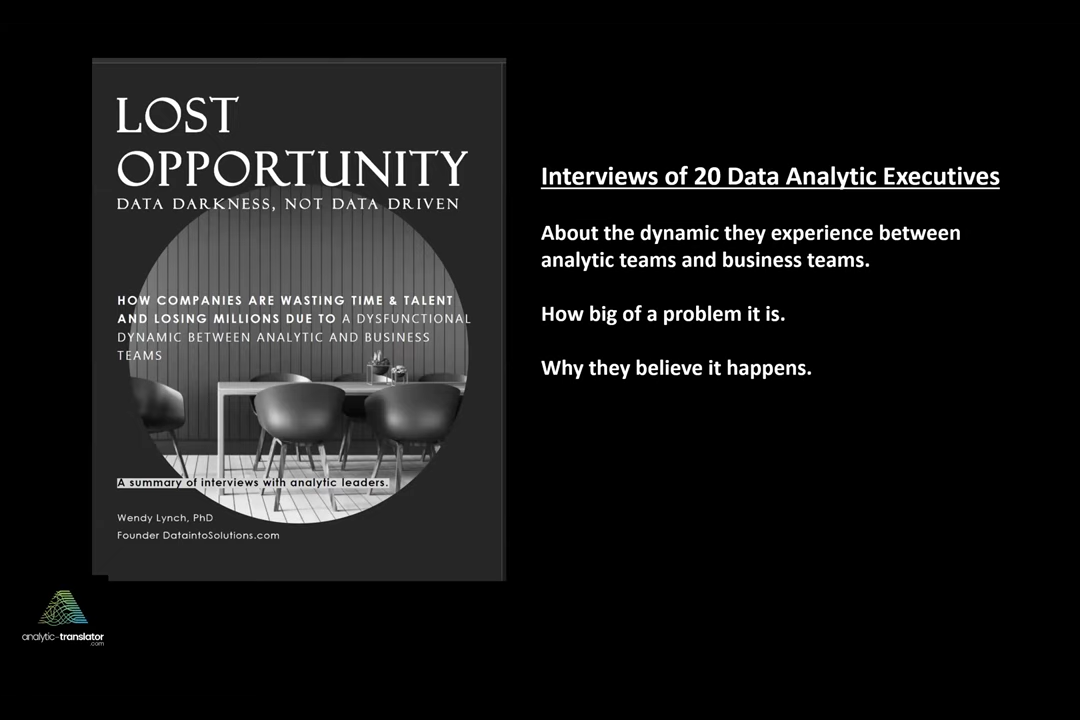 LOST
OPPORTUNITY
DATA DARKNESS, NOT DATA DRIVEN
HOW COMPANIES ARE WASTING TIME & TALENT
AND LOSING MILLIONS DUE TO A DYSFUNCTIONAL
DYNAMIC BETWEEN ANALYTIC AND BUSINESS
TEAMS
A summary of interviews with analytic leaders.
Wendy Lynch, PhD
Founder DataintoSolutions.com
Interviews of 20 Data Analytic Executives
About the dynamic they experience between
analytic teams and business teams.
How big of a problem it is.
Why they believe it happens.
analytic-translator
.com